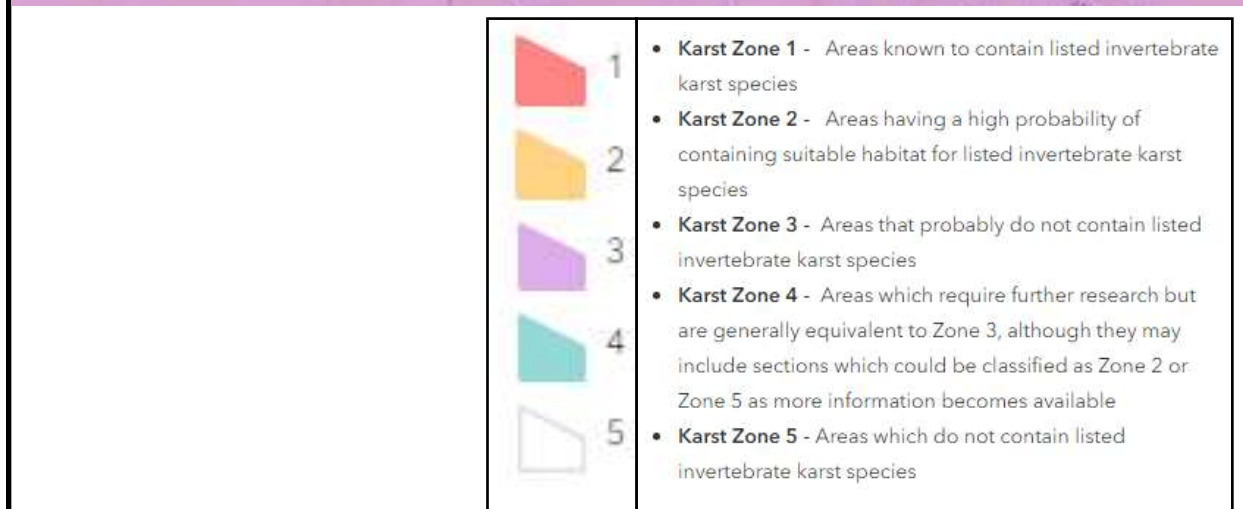 1
2
3
4
5
• Karst Zone 1 - Areas known to contain listed invertebrate
karst species
• Karst Zone 2 - Areas having a high probability of
containing suitable habitat for listed invertebrate karst
species
• Karst Zone 3 - Areas that probably do not contain listed
invertebrate karst species
• Karst Zone 4 - Areas which require further research but
are generally equivalent to Zone 3, although they may
include sections which could be classified as Zone 2 or
Zone 5 as more information becomes available
• Karst Zone 5 - Areas which do not contain listed
invertebrate karst species